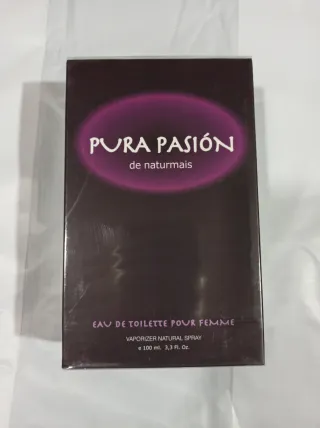 PURA PASIÓN
de naturmais
EAU DE TOILETTE POUR FEMME
VAPORIZER NATURAL SPRAY
e 100 ml. 3,3 Fl. Oz.